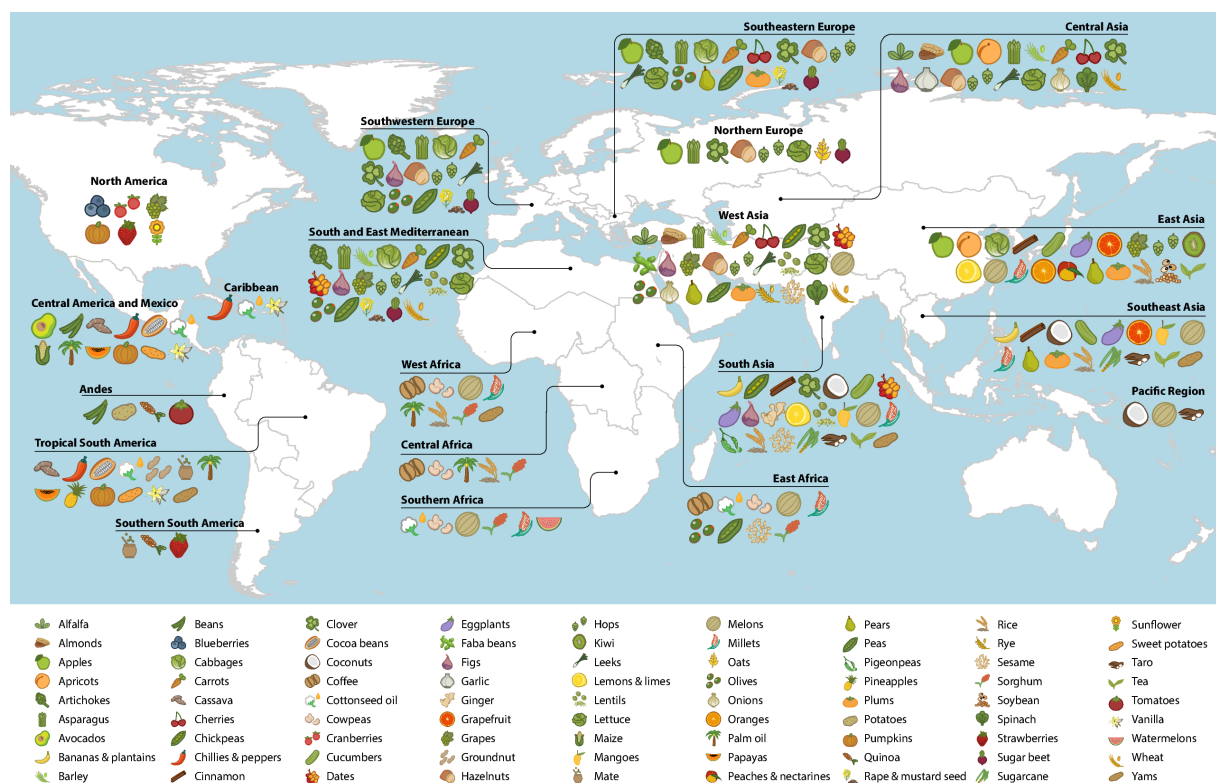 Southeastern Europe
Central Asia
Southwestern Europe
Northern Europe
North America
West Asia
East Asia
South and East Mediterranean
Caribbean
Central America and Mexico
Southeast Asia
West Africa
South Asia
Andes
Pacific Region
Tropical South America
Central Africa
East Africa
Southern Africa
Southern South America
Alfalfa
Almonds
Apples
Apricots
Artichokes
Asparagus
Avocados
Bananas & plantains
Barley
Beans
Blueberries
Cabbages
Carrots
Cassava
Cherries
Chickpeas
Chillies & peppers
Cinnamon
Clover
Cocoa beans
Coconuts
Coffee
Cottonseed oil
Cowpeas
Cranberries
Cucumbers
Dates
Eggplants
Faba beans
Figs
Garlic
Ginger
Grapefruit
Grapes
Groundnut
Hazelnuts
Hops
Kiwi
Leeks
Lemons & limes
Lentils
Lettuce
Maize
Mangoes
Mate
Melons
Millets
Oats
Olives
Onions
Oranges
Palm oil
Papayas
Peaches & nectarines
Pears
Peas
Pigeonpeas
Pineapples
Plums
Potatoes
Pumpkins
Quinoa
Rape & mustard seed
Rice
Rye
Sesame
Sorghum
Soybean
Spinach
Strawberries
Sugar beet
Sugarcane
Sunflower
Sweet potatoes
Taro
Tea
Tomatoes
Vanilla
Watermelons
Wheat
Yams